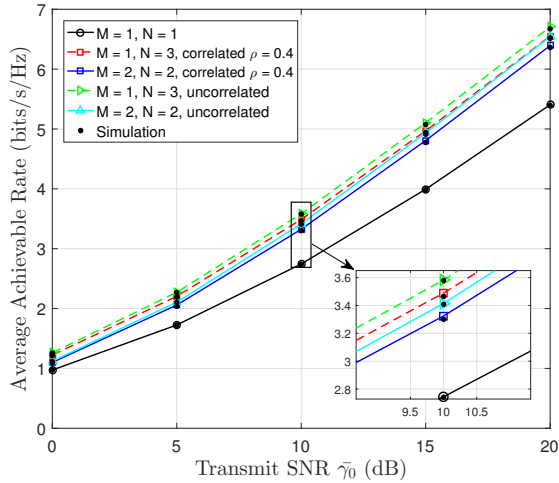 7
6
5
4
3
2
1
0
Average Achievable Rate (bits/s/Hz)
M = 1, N = 1
M = 1, N = 3, correlated ρ = 0.4
M = 2, N = 2, correlated ρ = 0.4
M = 1, N = 3, uncorrelated
M = 2, N = 2, uncorrelated
Simulation
3.6
3.4
3.2
3
2.8
9.5 10 10.5
0 5 10 15 20
Transmit SNR γ̄₀ (dB)